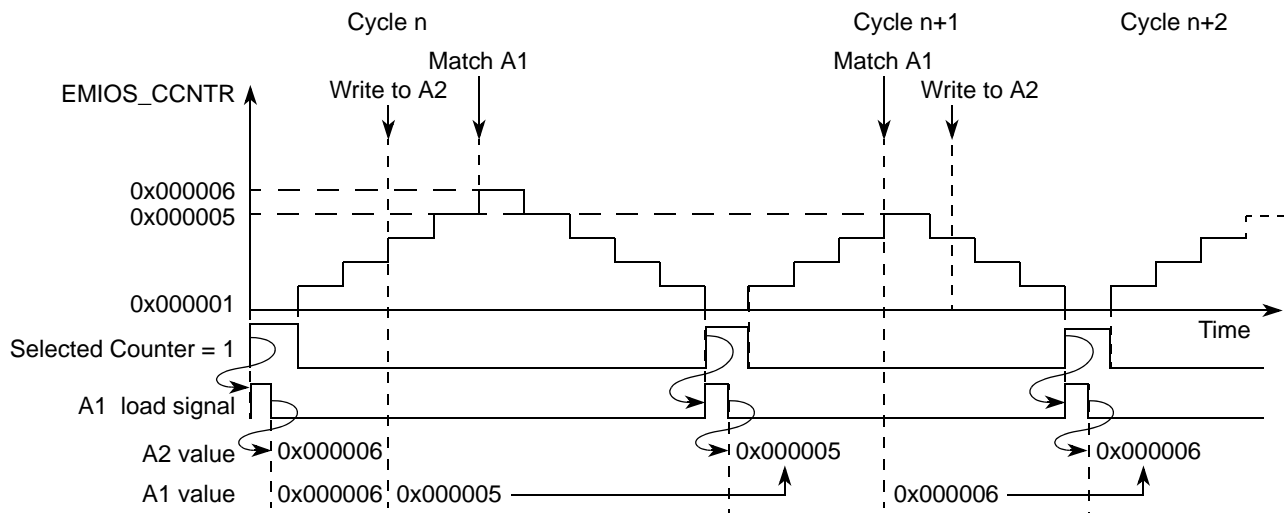 Cycle n Cycle n+1 Cycle n+2
Match A1 Match A1
EMIOS_CCNTR Write to A2 Write to A2
0x000006
0x000005
0x000001
Time
Selected Counter = 1
A1 load signal
A2 value 0x000006 0x000005 0x000006
A1 value 0x000006 0x000005 0x000006